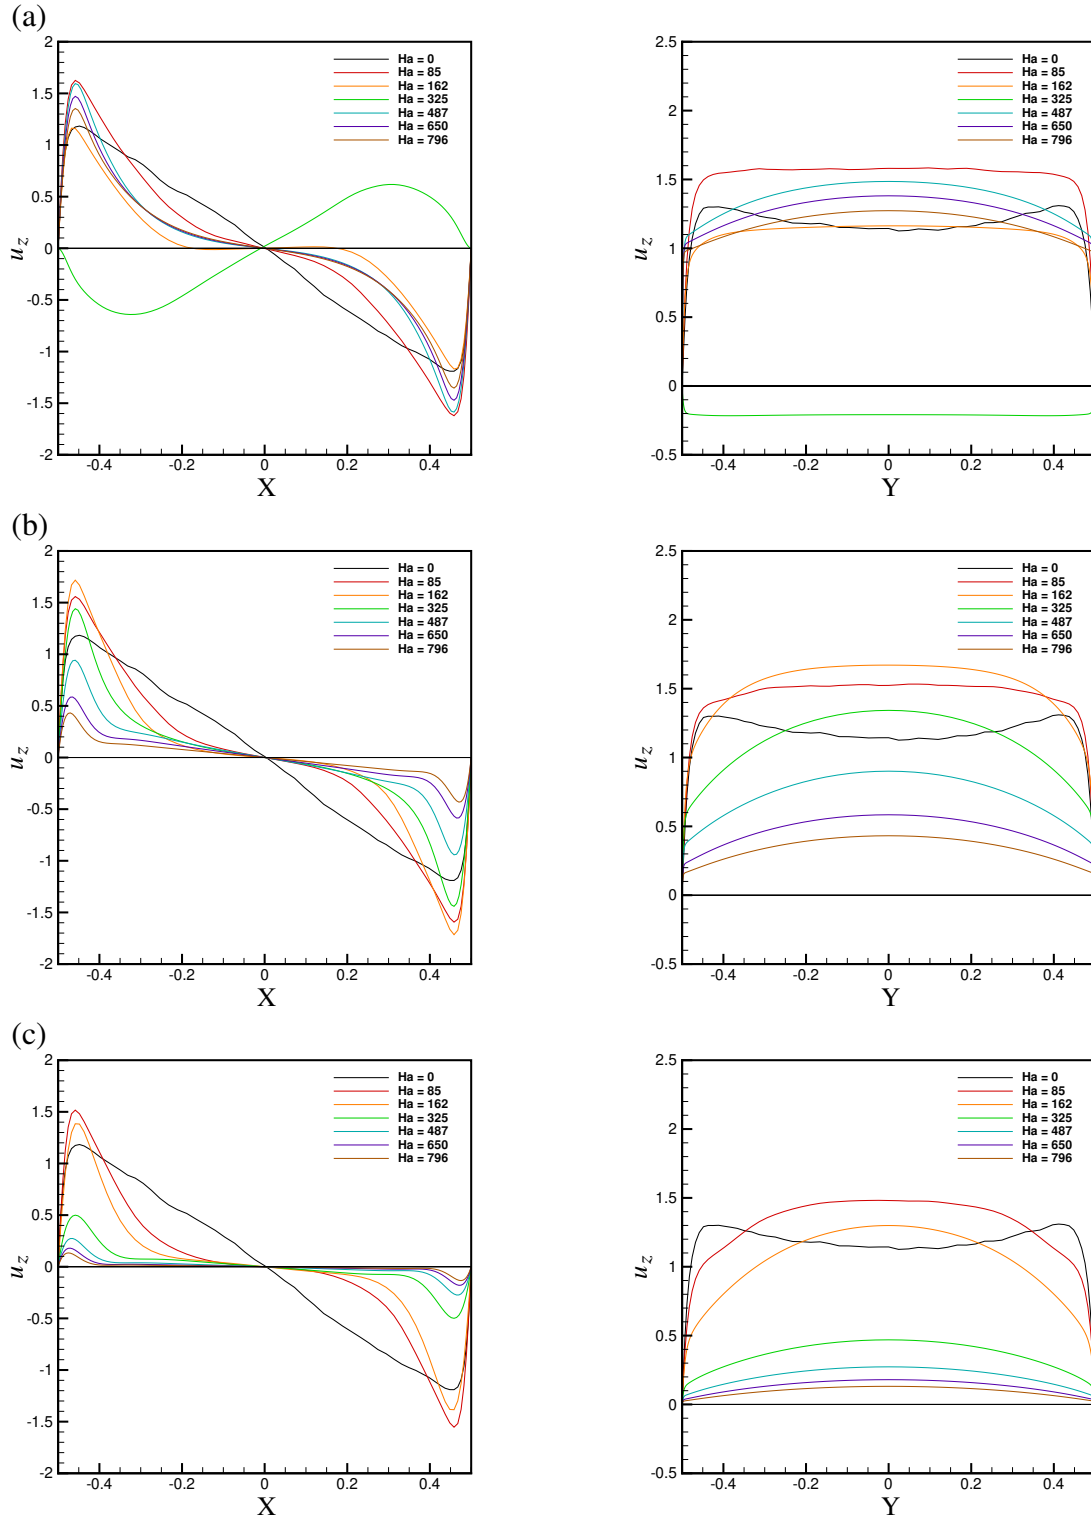 (a)
2
1.5
1
0.5
0
-0.5
-1
-1.5
-2
u_z
-0.4 -0.2 0 0.2 0.4
X
Ha = 0
Ha = 85
Ha = 162
Ha = 325
Ha = 487
Ha = 650
Ha = 796
2.5
2
1.5
1
0.5
0
-0.5
u_z
-0.4 -0.2 0 0.2 0.4
Y
Ha = 0
Ha = 85
Ha = 162
Ha = 325
Ha = 487
Ha = 650
Ha = 796
(b)
2
1.5
1
0.5
0
-0.5
-1
-1.5
-2
u_z
-0.4 -0.2 0 0.2 0.4
X
Ha = 0
Ha = 85
Ha = 162
Ha = 325
Ha = 487
Ha = 650
Ha = 796
2.5
2
1.5
1
0.5
0
-0.5
u_z
-0.4 -0.2 0 0.2 0.4
Y
Ha = 0
Ha = 85
Ha = 162
Ha = 325
Ha = 487
Ha = 650
Ha = 796
(c)
2
1.5
1
0.5
0
-0.5
-1
-1.5
-2
u_z
-0.4 -0.2 0 0.2 0.4
X
Ha = 0
Ha = 85
Ha = 162
Ha = 325
Ha = 487
Ha = 650
Ha = 796
2.5
2
1.5
1
0.5
0
-0.5
u_z
-0.4 -0.2 0 0.2 0.4
Y
Ha = 0
Ha = 85
Ha = 162
Ha = 325
Ha = 487
Ha = 650
Ha = 796